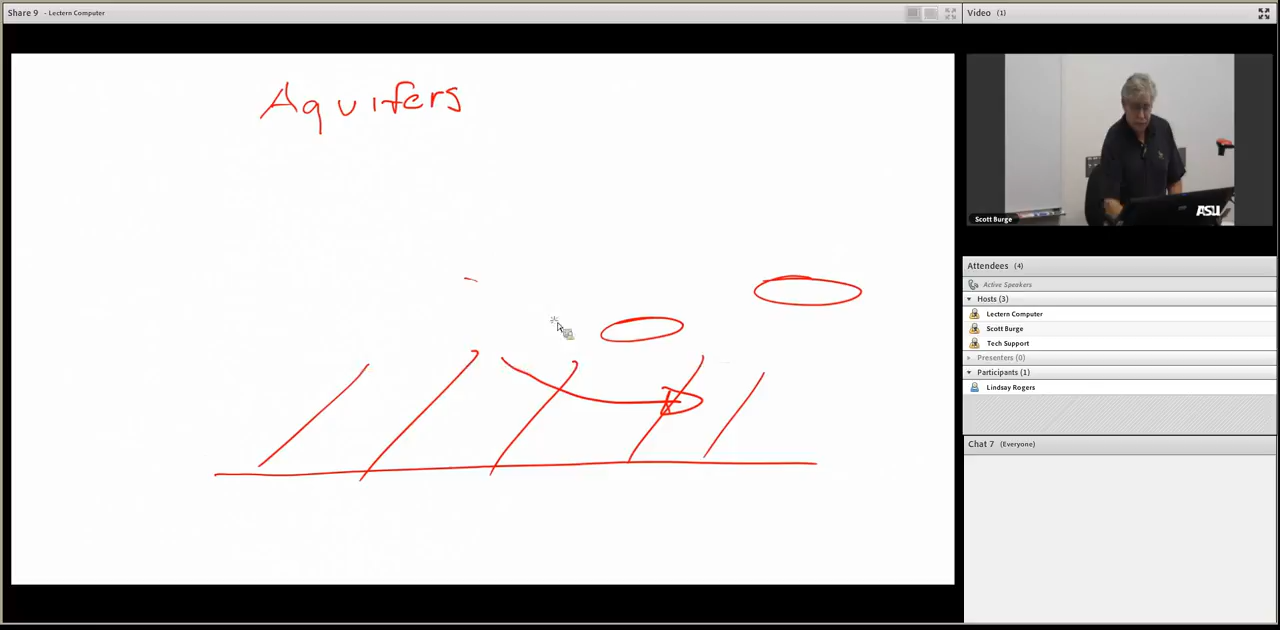 Share 9 - Lectern Computer
Video (1)
Aquifers
ASU
Scott Burge
Attendees (4)
Active Speakers
Hosts (3)
Lectern Computer
Scott Burge
Tech Support
Presenters (0)
Participants (1)
Lindsay Rogers
Chat 7 (Everyone)